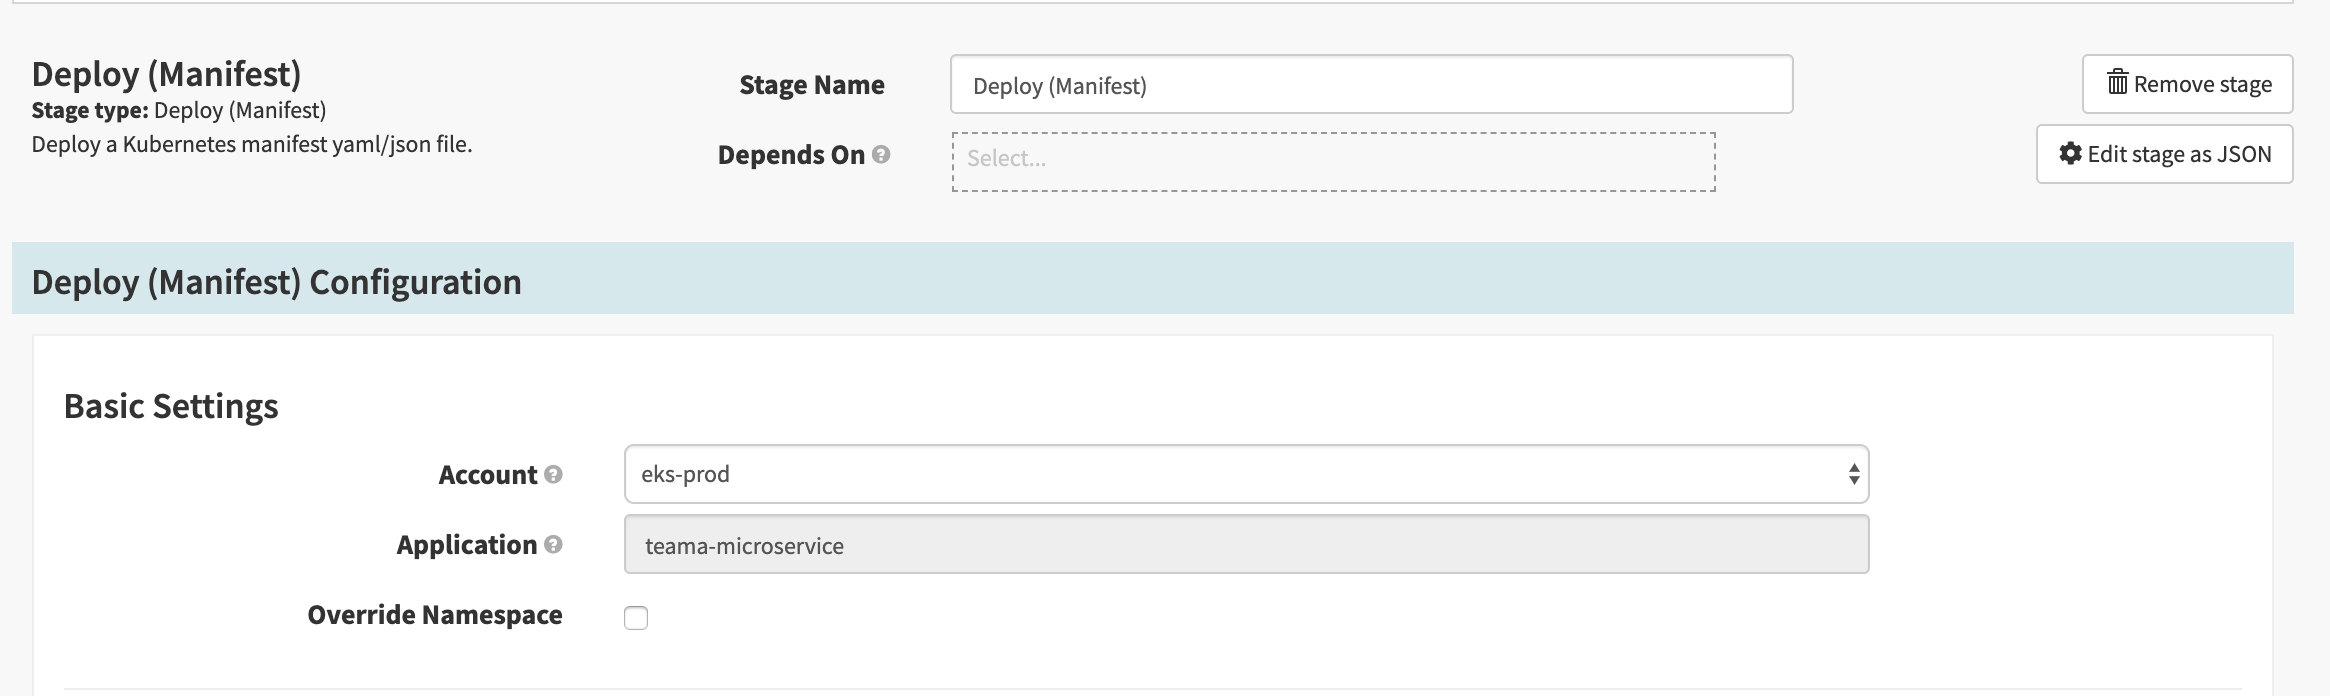 Deploy (Manifest)
Stage type: Deploy (Manifest)
Deploy a Kubernetes manifest yaml/json file.
Stage Name
Deploy (Manifest)
Depends On
Select...
Remove stage
Edit stage as JSON
Deploy (Manifest) Configuration
Basic Settings
Account
eks-prod
Application
teama-microservice
Override Namespace